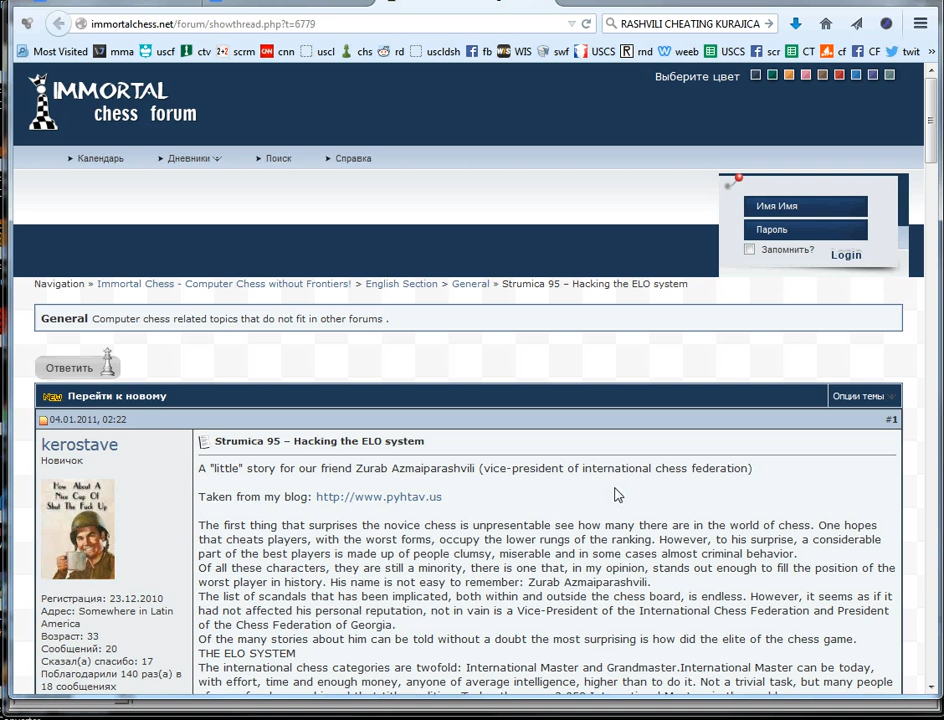 immortalchess.net/forum/showthread.php?t=6779
RASHVILI CHEATING KURAJICA
Most Visited mma uscf ctv 2+2 scrm CNN cnn uscl chs rd uscldsh fb WIS swf USCS R rnd weeb USCS scr CT cf CF twit »
IMMORTAL
chess forum
Выберите цвет
Календарь Дневники Поиск Справка
Имя Имя
Пароль
Запомнить?
Login
Navigation » Immortal Chess - Computer Chess without Frontiers! > English Section > General > Strumica 95 – Hacking the ELO system
General Computer chess related topics that do not fit in other forums .
Ответить
NEW Перейти к новому
Опции темы
04.01.2011, 02:22
#1
kerostave
Новичок
How About A
Nice Cup Of
Shut The Fuck Up
Регистрация: 23.12.2010
Адрес: Somewhere in Latin
America
Возраст: 33
Сообщений: 20
Сказал(а) спасибо: 17
Поблагодарили 140 раз(а) в
18 сообщениях
Strumica 95 – Hacking the ELO system
A "little" story for our friend Zurab Azmaiparashvili (vice-president of international chess federation)
Taken from my blog: http://www.pyhtav.us
The first thing that surprises the novice chess is unpresentable see how many there are in the world of chess. One hopes
that cheats players, with the worst forms, occupy the lower rungs of the ranking. However, to his surprise, a considerable
part of the best players is made up of people clumsy, miserable and in some cases almost criminal behavior.
Of all these characters, they are still a minority, there is one that, in my opinion, stands out enough to fill the position of the
worst player in history. His name is not easy to remember: Zurab Azmaiparashvili.
The list of scandals that has been implicated, both within and outside the chess board, is endless. However, it seems as if it
had not affected his personal reputation, not in vain is a Vice-President of the International Chess Federation and President
of the Chess Federation of Georgia.
Of the many stories about him can be told without a doubt the most surprising is how did the elite of the chess game.
THE ELO SYSTEM
The international chess categories are twofold: International Master and Grandmaster.International Master can be today,
with effort, time and enough money, anyone of average intelligence, higher than to do it. Not a trivial task, but many people